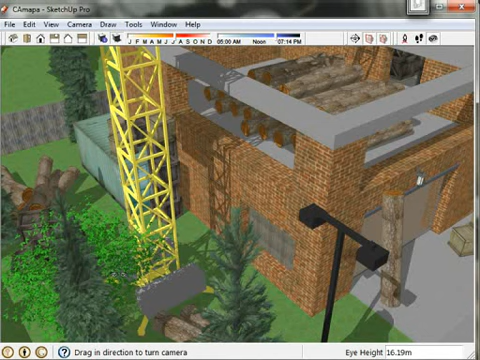 CAmapa - SketchUp Pro
File Edit View Camera Draw Tools Window Help
J F M A M J J A S O N D 05:00 AM Noon 07:14 PM
Drag in direction to turn camera Eye Height 16.19m